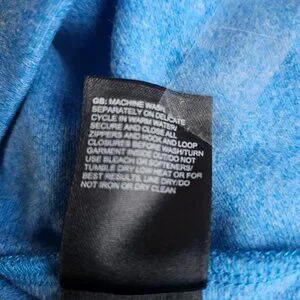 GB: MACHINE WASH
SEPARATELY ON DELICATE
CYCLE IN WARM WATER/
SECURE AND CLOSE ALL
ZIPPERS AND HOOK AND LOOP
CLOSURES BEFORE WASH/TURN
GARMENT INSIDE OUT/DO NOT
USE BLEACH OR SOFTENERS/
TUMBLE DRY LOW HEAT OR FOR
BEST RESULTS, LINE DRY/DO
NOT IRON OR DRY CLEAN